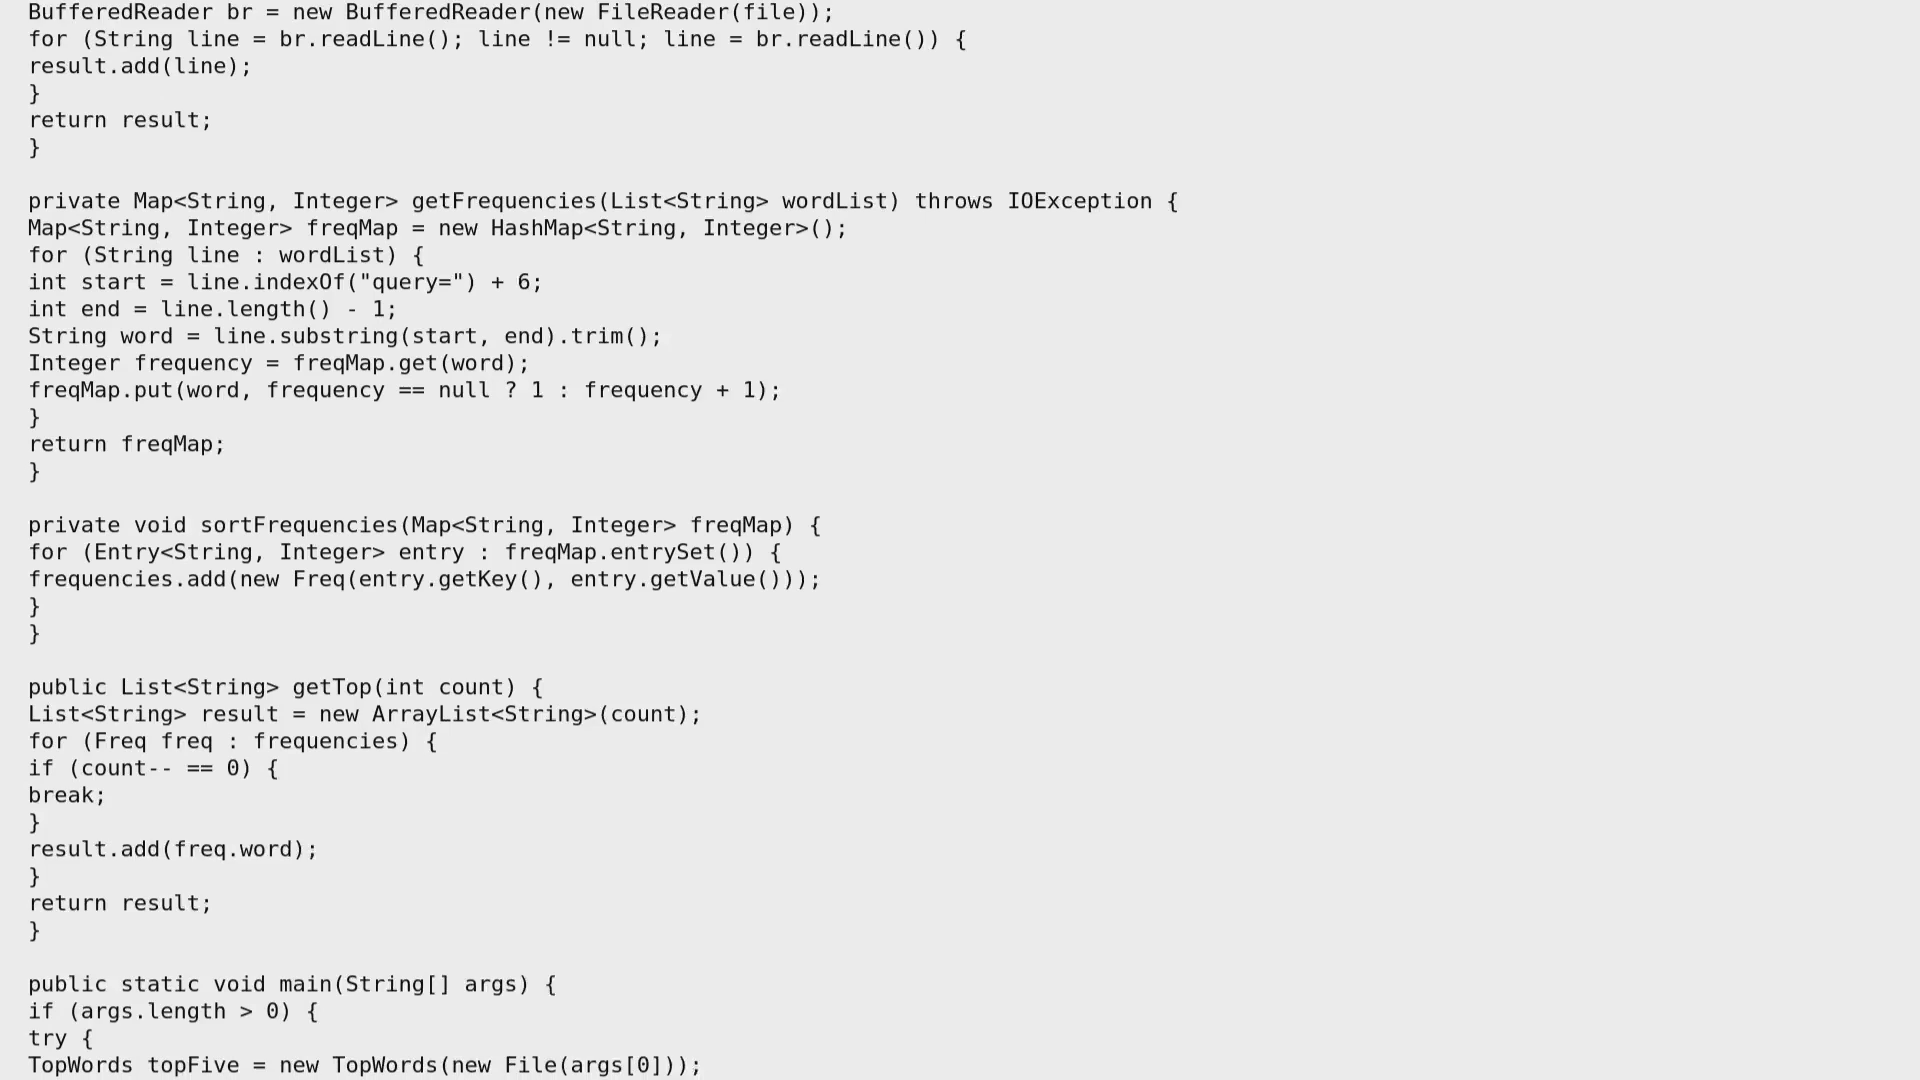 BufferedReader br = new BufferedReader(new FileReader(file));
for (String line = br.readLine(); line != null; line = br.readLine()) {
result.add(line);
}
return result;
}

private Map<String, Integer> getFrequencies(List<String> wordList) throws IOException {
Map<String, Integer> freqMap = new HashMap<String, Integer>();
for (String line : wordList) {
int start = line.indexOf("query=") + 6;
int end = line.length() - 1;
String word = line.substring(start, end).trim();
Integer frequency = freqMap.get(word);
freqMap.put(word, frequency == null ? 1 : frequency + 1);
}
return freqMap;
}

private void sortFrequencies(Map<String, Integer> freqMap) {
for (Entry<String, Integer> entry : freqMap.entrySet()) {
frequencies.add(new Freq(entry.getKey(), entry.getValue()));
}
}

public List<String> getTop(int count) {
List<String> result = new ArrayList<String>(count);
for (Freq freq : frequencies) {
if (count-- == 0) {
break;
}
result.add(freq.word);
}
return result;
}

public static void main(String[] args) {
if (args.length > 0) {
try {
TopWords topFive = new TopWords(new File(args[0]));